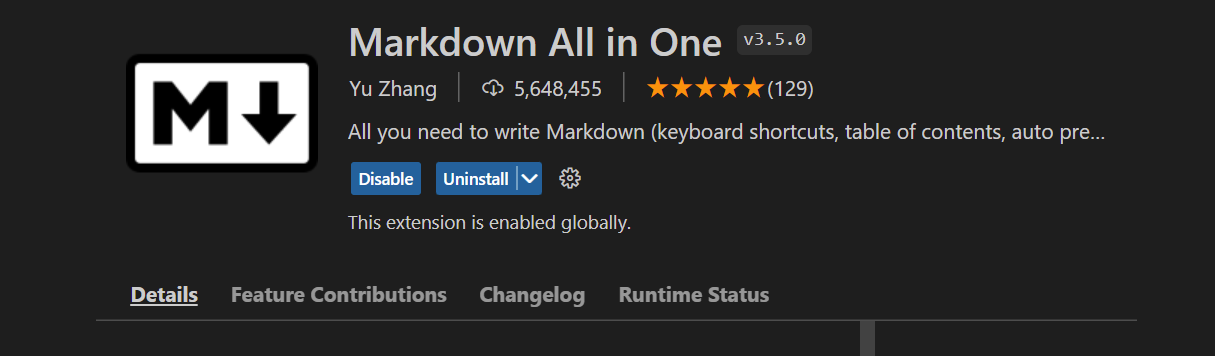 Markdown All in One v3.5.0
Yu Zhang 5,648,455 ★★★★★(129)
All you need to write Markdown (keyboard shortcuts, table of contents, auto pre...
Disable Uninstall
This extension is enabled globally.
Details Feature Contributions Changelog Runtime Status